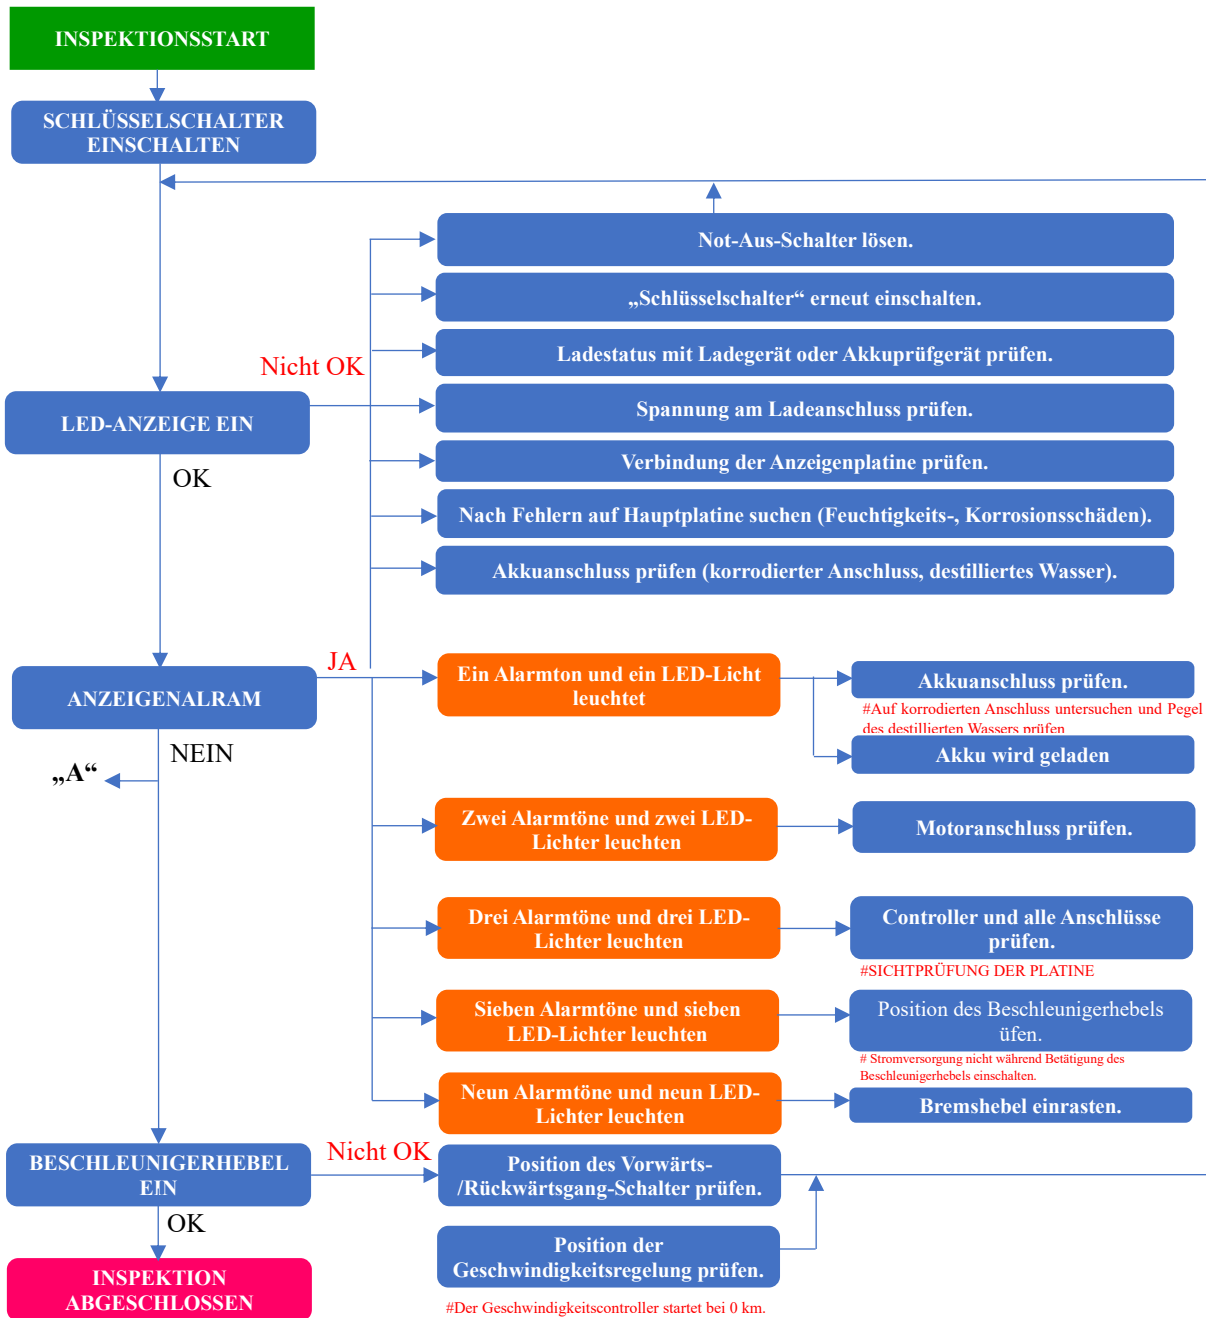 INSPEKTIONSSTART
SCHLÜSSELSCHALTER
EINSCHALTEN
Not-Aus-Schalter lösen.
„Schlüsselschalter“ erneut einschalten.
Ladestatus mit Ladegerät oder Akkuprüfgerät prüfen.
Nicht OK
Spannung am Ladeanschluss prüfen.
LED-ANZEIGE EIN
OK
Verbindung der Anzeigenplatine prüfen.
Nach Fehlern auf Hauptplatine suchen (Feuchtigkeits-, Korrosionsschäden).
Akkuanschluss prüfen (korrodierter Anschluss, destilliertes Wasser).
JA
ANZEIGENALRAM
Ein Alarmton und ein LED-Licht
leuchtet
Akkuanschluss prüfen.
#Auf korrodierten Anschluss untersuchen und Pegel
des destillierten Wassers prüfen
NEIN
„A“
Akku wird geladen
Zwei Alarmtöne und zwei LED-
Lichter leuchten
Motoranschluss prüfen.
Drei Alarmtöne und drei LED-
Lichter leuchten
Controller und alle Anschlüsse
prüfen.
#SICHTPRÜFUNG DER PLATINE
Sieben Alarmtöne und sieben
LED-Lichter leuchten
Position des Beschleunigerhebels
üfen.
# Stromversorgung nicht während Betätigung des
Beschleunigerhebels einschalten.
Neun Alarmtöne und neun LED-
Lichter leuchten
Bremshebel einrasten.
BESCHLEUNIGERHEBEL
EIN
Nicht OK
Position des Vorwärts-
/Rückwärtsgang-Schalter prüfen.
OK
Position der
Geschwindigkeitsregelung prüfen.
#Der Geschwindigkeitscontroller startet bei 0 km.
INSPEKTION
ABGESCHLOSSEN